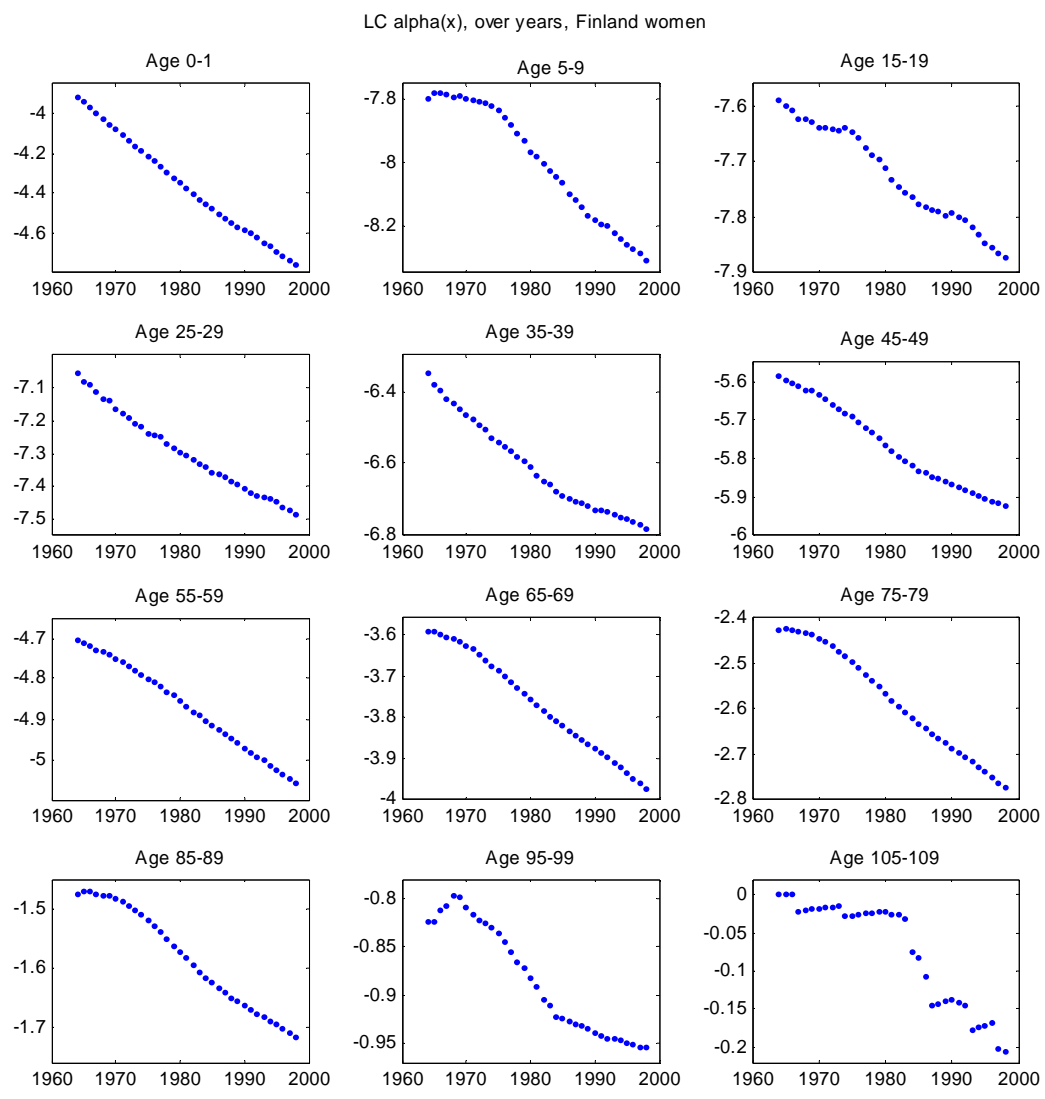 LC alpha(x), over years, Finland women
Age 0-1
Age 5-9
Age 15-19
-4
-4.2
-4.4
-4.6
-7.8
-8
-8.2
-7.6
-7.7
-7.8
-7.9
1960 1970 1980 1990 2000
1960 1970 1980 1990 2000
1960 1970 1980 1990 2000
Age 25-29
Age 35-39
Age 45-49
-7.1
-7.2
-7.3
-7.4
-7.5
-6.4
-6.6
-6.8
-5.6
-5.7
-5.8
-5.9
-6
1960 1970 1980 1990 2000
1960 1970 1980 1990 2000
1960 1970 1980 1990 2000
Age 55-59
Age 65-69
Age 75-79
-4.7
-4.8
-4.9
-5
-3.6
-3.7
-3.8
-3.9
-4
-2.4
-2.5
-2.6
-2.7
-2.8
1960 1970 1980 1990 2000
1960 1970 1980 1990 2000
1960 1970 1980 1990 2000
Age 85-89
Age 95-99
Age 105-109
-1.5
-1.6
-1.7
-0.8
-0.85
-0.9
-0.95
0
-0.05
-0.1
-0.15
-0.2
1960 1970 1980 1990 2000
1960 1970 1980 1990 2000
1960 1970 1980 1990 2000